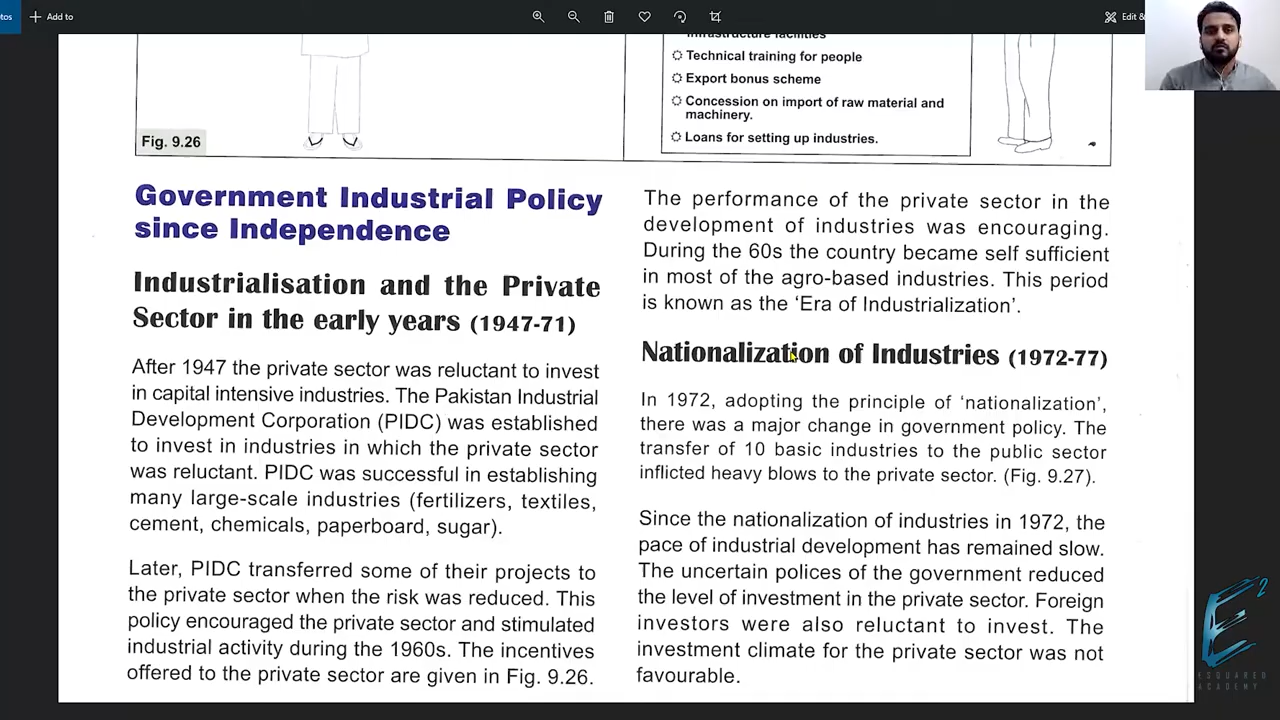 Add to
Edit &
Infrastructure facilities
Technical training for people
Export bonus scheme
Concession on import of raw material and
machinery.
Loans for setting up industries.
Fig. 9.26
Government Industrial Policy
since Independence
Industrialisation and the Private
Sector in the early years (1947-71)
After 1947 the private sector was reluctant to invest
in capital intensive industries. The Pakistan Industrial
Development Corporation (PIDC) was established
to invest in industries in which the private sector
was reluctant. PIDC was successful in establishing
many large-scale industries (fertilizers, textiles,
cement, chemicals, paperboard, sugar).
Later, PIDC transferred some of their projects to
the private sector when the risk was reduced. This
policy encouraged the private sector and stimulated
industrial activity during the 1960s. The incentives
offered to the private sector are given in Fig. 9.26.
The performance of the private sector in the
development of industries was encouraging.
During the 60s the country became self sufficient
in most of the agro-based industries. This period
is known as the ‘Era of Industrialization’.
Nationalization of Industries (1972-77)
In 1972, adopting the principle of ‘nationalization’,
there was a major change in government policy. The
transfer of 10 basic industries to the public sector
inflicted heavy blows to the private sector. (Fig. 9.27).
Since the nationalization of industries in 1972, the
pace of industrial development has remained slow.
The uncertain polices of the government reduced
the level of investment in the private sector. Foreign
investors were also reluctant to invest. The
investment climate for the private sector was not
favourable.
E2
ESQUARED
ACADEMY